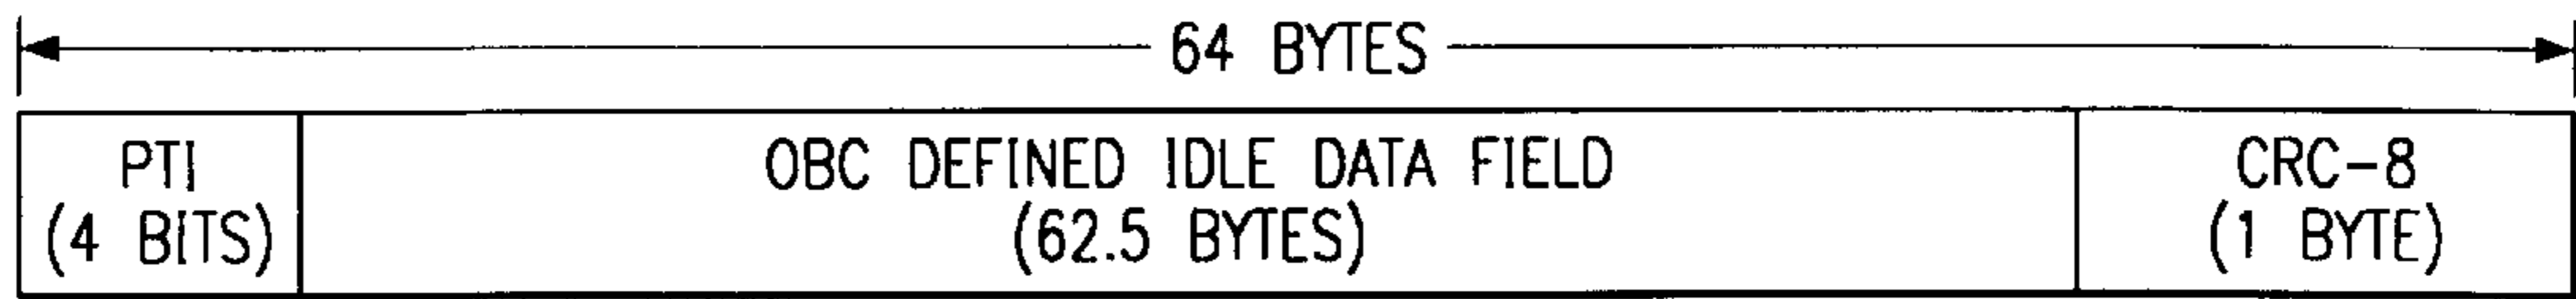 64 BYTES
PTI
(4 BITS)
OBC DEFINED IDLE DATA FIELD
(62.5 BYTES)
CRC-8
(1 BYTE)